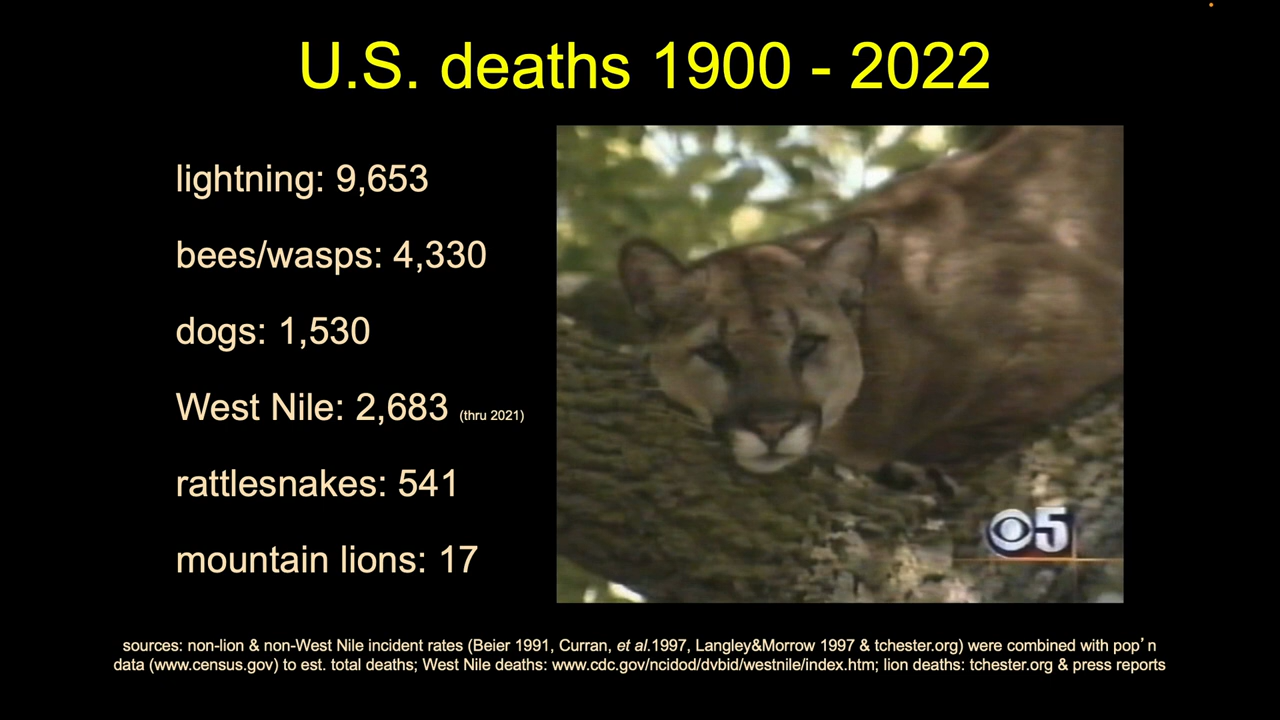 U.S. deaths 1900 - 2022
lightning: 9,653
bees/wasps: 4,330
dogs: 1,530
West Nile: 2,683 (thru 2021)
rattlesnakes: 541
mountain lions: 17
5
sources: non-lion & non-West Nile incident rates (Beier 1991, Curran, et al.1997, Langley&Morrow 1997 & tchester.org) were combined with pop’n
data (www.census.gov) to est. total deaths; West Nile deaths: www.cdc.gov/ncidod/dvbid/westnile/index.htm; lion deaths: tchester.org & press reports